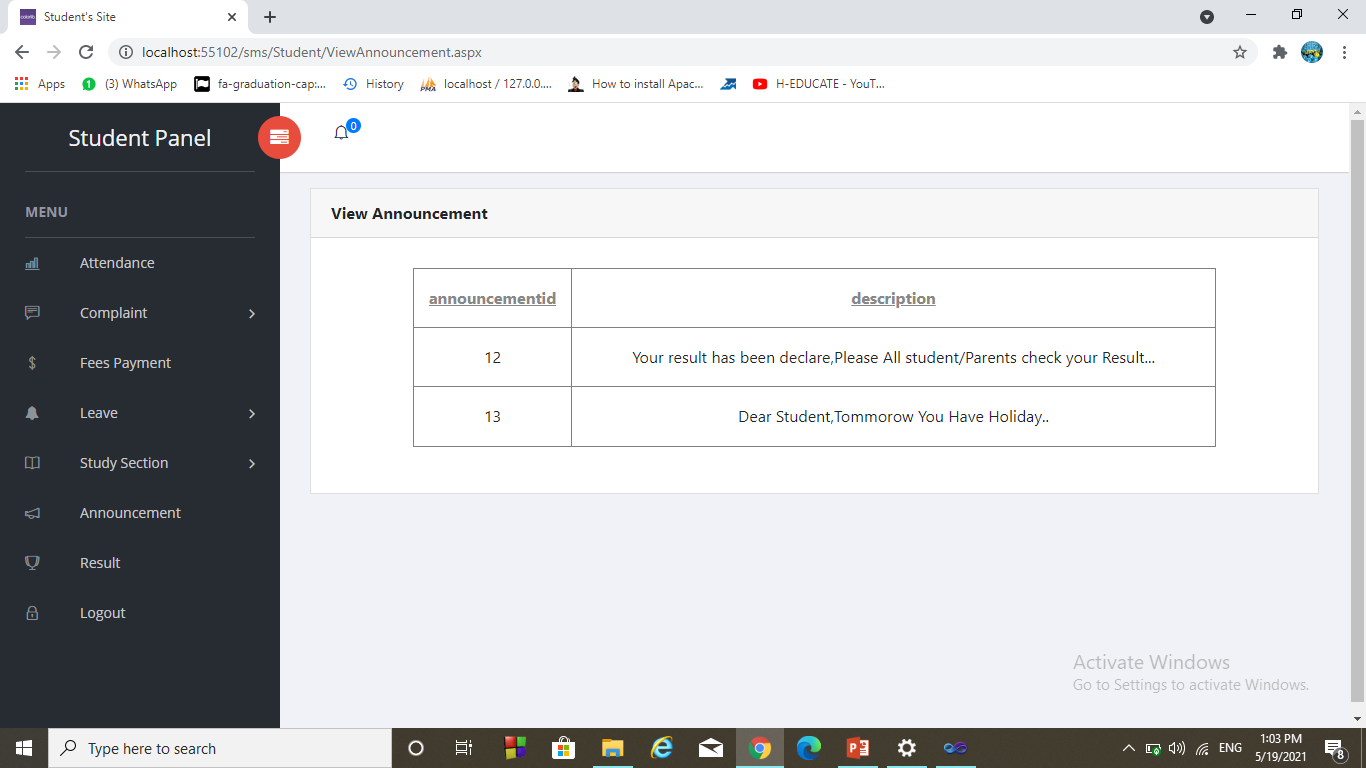 Student's Site
localhost:55102/sms/Student/ViewAnnouncement.aspx
Apps
1
(3) WhatsApp
fa-graduation-cap:...
History
PMA
localhost / 127.0.0....
How to install Apac...
H-EDUCATE - YouT...
Student Panel
0
MENU
View Announcement
Attendance
Complaint
Fees Payment
Leave
Study Section
Announcement
Result
Logout
announcementid description
12 Your result has been declare,Please All student/Parents check your Result...
13 Dear Student,Tommorow You Have Holiday..
Activate Windows
Go to Settings to activate Windows.
Type here to search
ENG
1:03 PM
5/19/2021
8